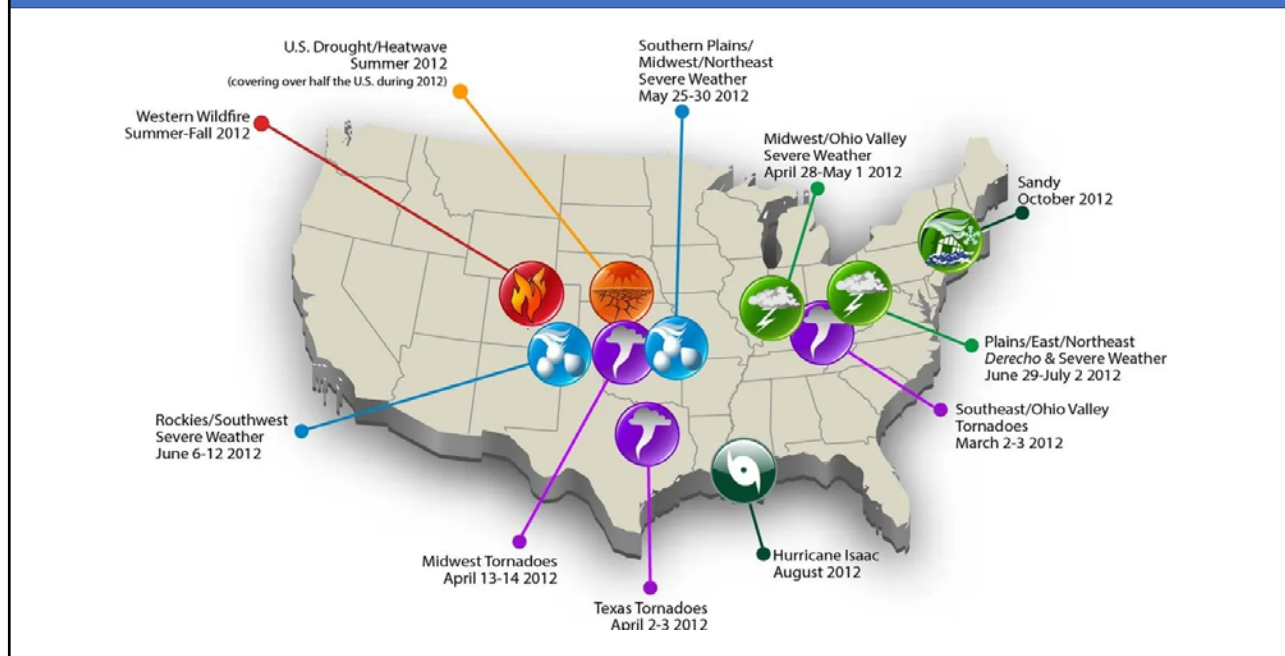 U.S. Drought/Heatwave
Summer 2012
(covering over half the U.S. during 2012)
Southern Plains/
Midwest/Northeast
Severe Weather
May 25-30 2012
Western Wildfire
Summer-Fall 2012
Midwest/Ohio Valley
Severe Weather
April 28-May 1 2012
Sandy
October 2012
Plains/East/Northeast
Derecho & Severe Weather
June 29-July 2 2012
Rockies/Southwest
Severe Weather
June 6-12 2012
Southeast/Ohio Valley
Tornadoes
March 2-3 2012
Midwest Tornadoes
April 13-14 2012
Hurricane Isaac
August 2012
Texas Tornadoes
April 2-3 2012